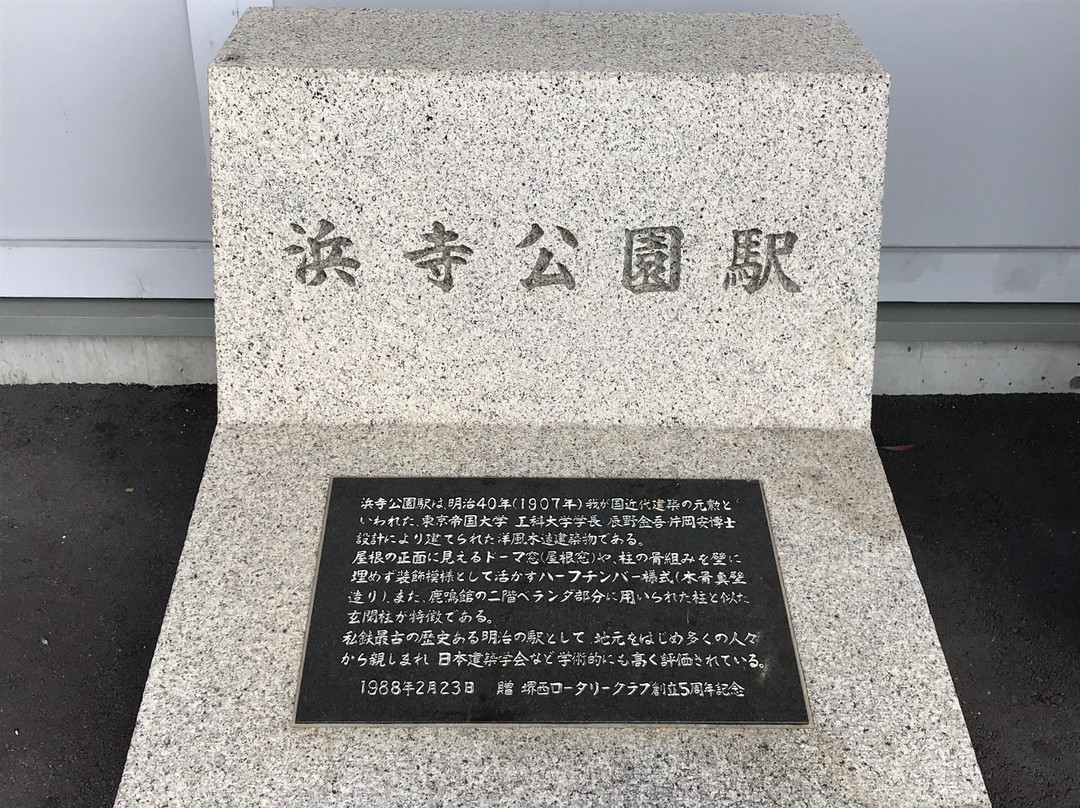 浜寺公園駅
浜寺公園駅は、明治40年(1907年)我が国近代建築の元勲と
いわれた、東京帝国大学 工科大学学長 辰野金吾・片岡安博士
設計により建てられた洋風木造建築物である。
屋根の正面に見えるドーマ窓(屋根窓)や、柱の骨組みを壁に
埋めず装飾模様として活かすハーフチンバー様式(木骨真壁
造り)、また、鹿鳴館の二階ベランダ部分に用いられた柱と似た
玄関柱が特徴である。
私鉄最古の歴史ある明治の駅として、地元をはじめ多くの人々
から親しまれ 日本建築学会など学術的にも高く評価されている。
1988年2月23日 贈 堺西ロータリークラブ創立5周年記念